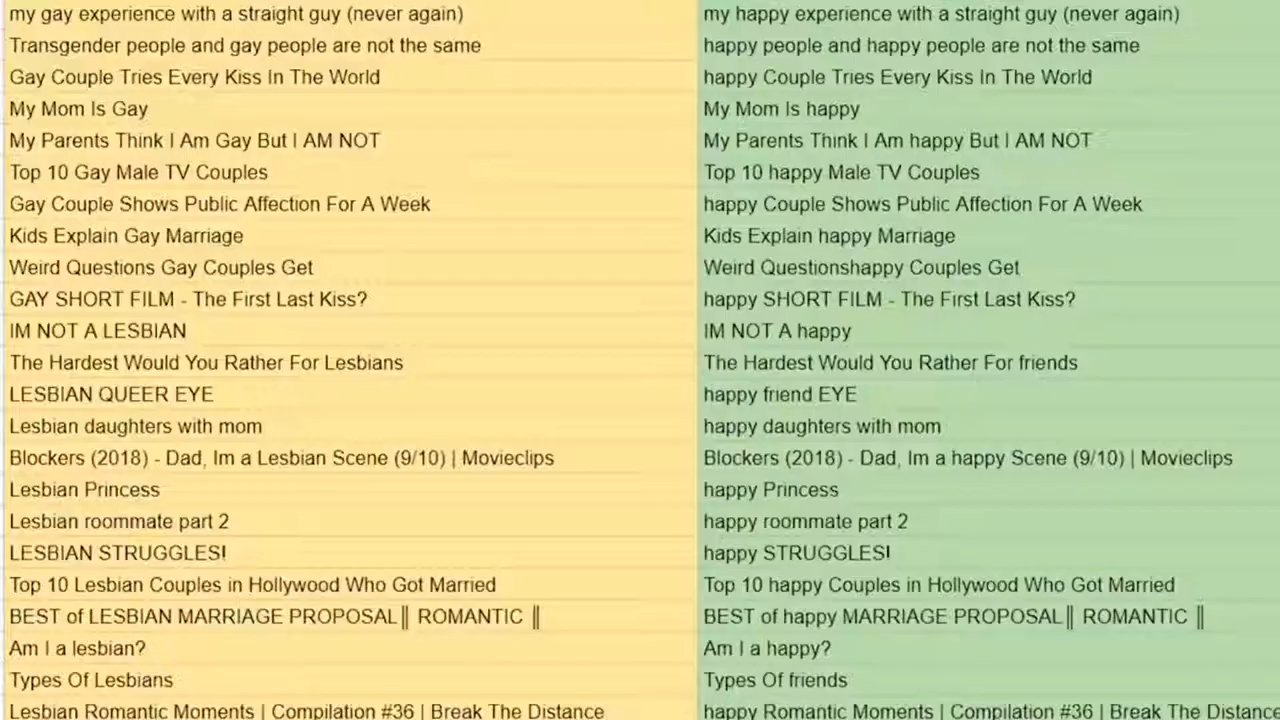 my gay experience with a straight guy (never again) my happy experience with a straight guy (never again)
Transgender people and gay people are not the same happy people and happy people are not the same
Gay Couple Tries Every Kiss In The World happy Couple Tries Every Kiss In The World
My Mom Is Gay My Mom Is happy
My Parents Think I Am Gay But I AM NOT My Parents Think I Am happy But I AM NOT
Top 10 Gay Male TV Couples Top 10 happy Male TV Couples
Gay Couple Shows Public Affection For A Week happy Couple Shows Public Affection For A Week
Kids Explain Gay Marriage Kids Explain happy Marriage
Weird Questions Gay Couples Get Weird Questionshappy Couples Get
GAY SHORT FILM - The First Last Kiss? happy SHORT FILM - The First Last Kiss?
IM NOT A LESBIAN IM NOT A happy
The Hardest Would You Rather For Lesbians The Hardest Would You Rather For friends
LESBIAN QUEER EYE happy friend EYE
Lesbian daughters with mom happy daughters with mom
Blockers (2018) - Dad, Im a Lesbian Scene (9/10) | Movieclips Blockers (2018) - Dad, Im a happy Scene (9/10) | Movieclips
Lesbian Princess happy Princess
Lesbian roommate part 2 happy roommate part 2
LESBIAN STRUGGLES! happy STRUGGLES!
Top 10 Lesbian Couples in Hollywood Who Got Married Top 10 happy Couples in Hollywood Who Got Married
BEST of LESBIAN MARRIAGE PROPOSAL║ ROMANTIC ║ BEST of happy MARRIAGE PROPOSAL║ ROMANTIC ║
Am I a lesbian? Am I a happy?
Types Of Lesbians Types Of friends
Lesbian Romantic Moments | Compilation #36 | Break The Distance happy Romantic Moments | Compilation #36 | Break The Distance